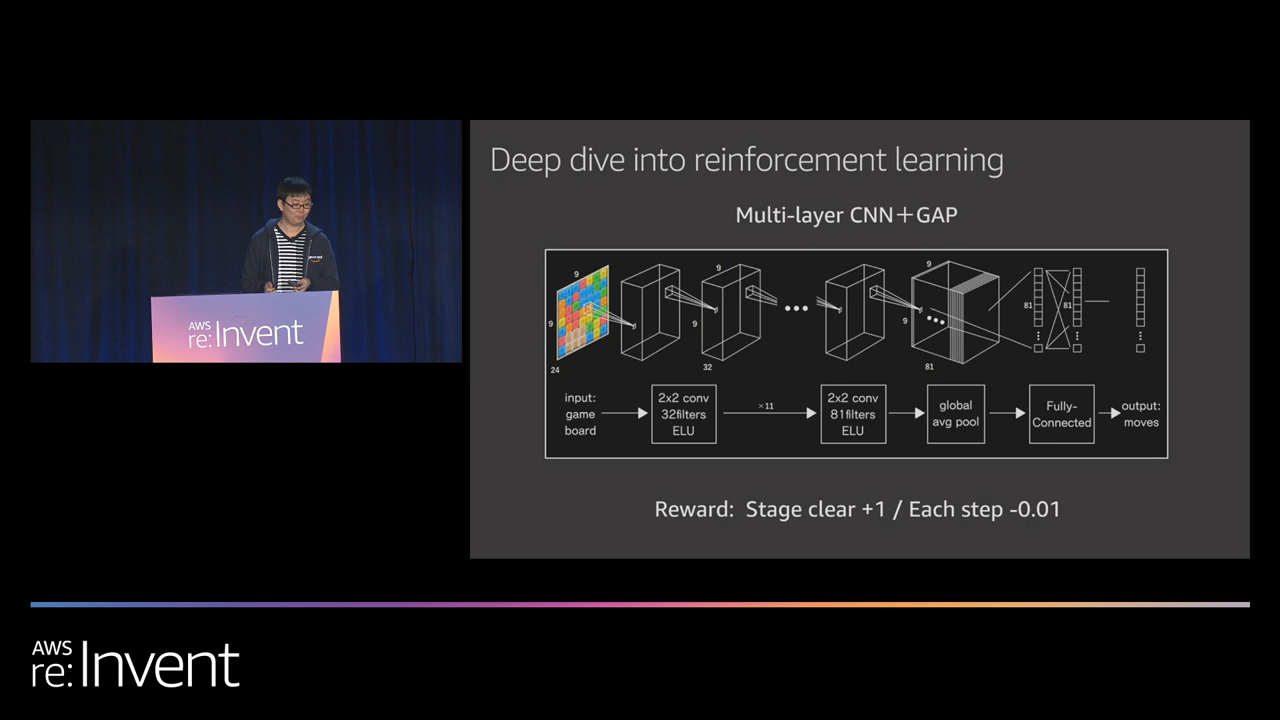 AWS
re:Invent
Deep dive into reinforcement learning
Multi-layer CNN+GAP
9
9
24
9
9
32
9
9
81
81
81
input:
game
board
2x2 conv
32filters
ELU
×11
2x2 conv
81filters
ELU
global
avg pool
Fully-
Connected
output:
moves
Reward: Stage clear +1 / Each step -0.01
AWS
re:Invent